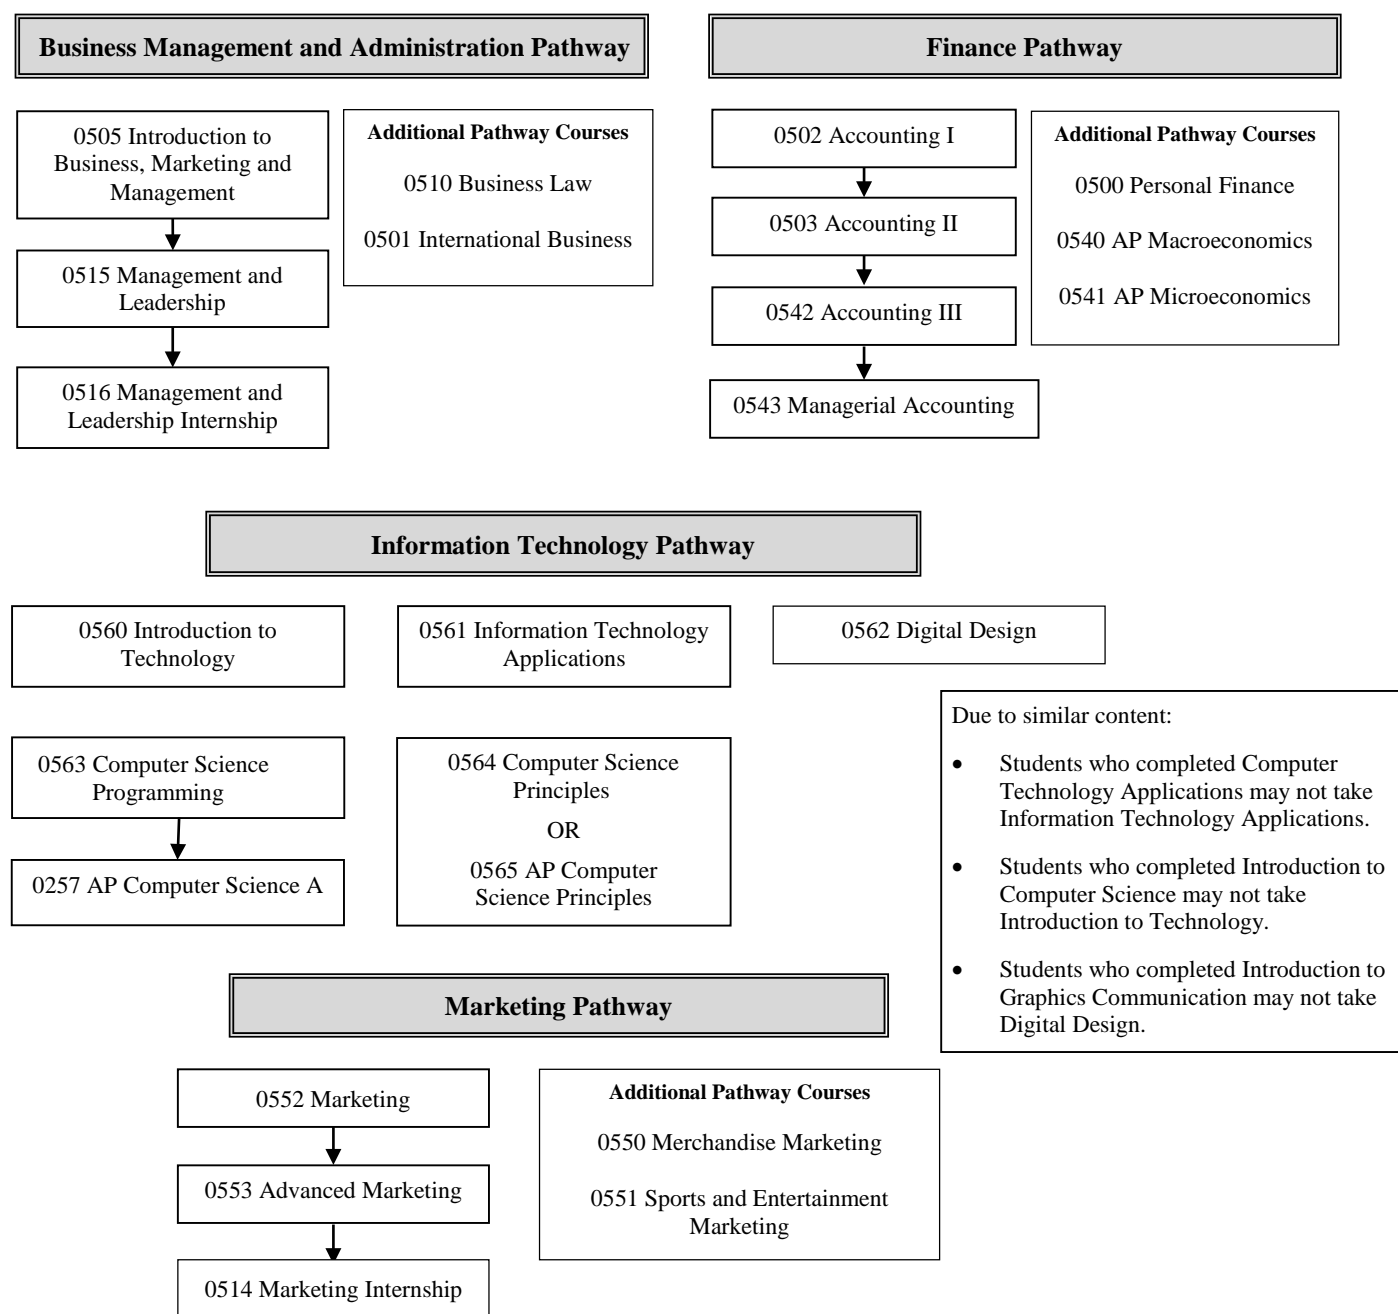 Business Management and Administration Pathway
0505 Introduction to
Business, Marketing and
Management
0515 Management and
Leadership
0516 Management and
Leadership Internship
Additional Pathway Courses
0510 Business Law
0501 International Business
Finance Pathway
0502 Accounting I
0503 Accounting II
0542 Accounting III
0543 Managerial Accounting
Additional Pathway Courses
0500 Personal Finance
0540 AP Macroeconomics
0541 AP Microeconomics
Information Technology Pathway
0560 Introduction to
Technology
0561 Information Technology
Applications
0562 Digital Design
0563 Computer Science
Programming
0257 AP Computer Science A
0564 Computer Science
Principles
OR
0565 AP Computer
Science Principles
Due to similar content:
• Students who completed Computer
Technology Applications may not take
Information Technology Applications.
• Students who completed Introduction to
Computer Science may not take
Introduction to Technology.
• Students who completed Introduction to
Graphics Communication may not take
Digital Design.
Marketing Pathway
0552 Marketing
0553 Advanced Marketing
0514 Marketing Internship
Additional Pathway Courses
0550 Merchandise Marketing
0551 Sports and Entertainment
Marketing